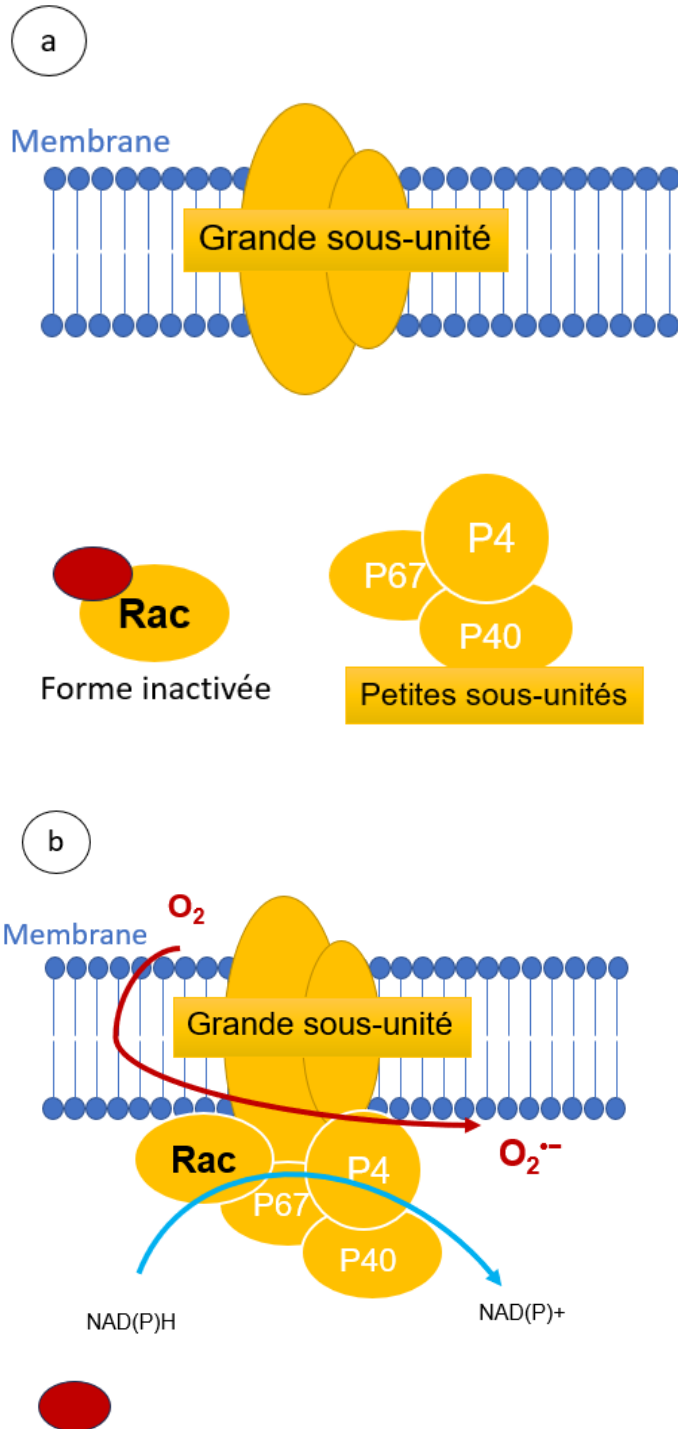 a
Membrane
Grande sous-unité
P4
P67
Rac
P40
Forme inactivée
Petites sous-unités
b
O₂
Membrane
Grande sous-unité
O₂•−
Rac
P4
P67
P40
NAD(P)H
NAD(P)+